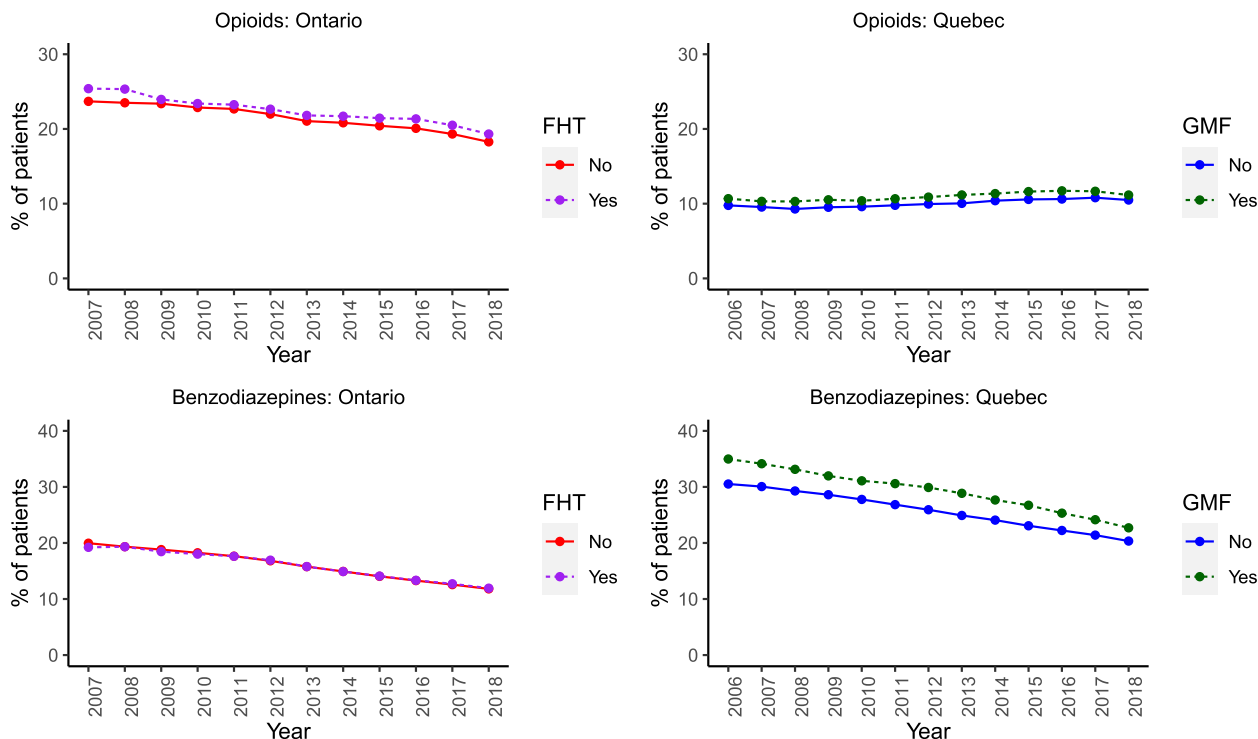 Opioids: Ontario
30
20
10
0
% of patients
2007 2008 2009 2010 2011 2012 2013 2014 2015 2016 2017 2018
Year
FHT
No
Yes
Opioids: Quebec
30
20
10
0
% of patients
2006 2007 2008 2009 2010 2011 2012 2013 2014 2015 2016 2017 2018
Year
GMF
No
Yes
Benzodiazepines: Ontario
40
30
20
10
0
% of patients
2007 2008 2009 2010 2011 2012 2013 2014 2015 2016 2017 2018
Year
FHT
No
Yes
Benzodiazepines: Quebec
40
30
20
10
0
% of patients
2006 2007 2008 2009 2010 2011 2012 2013 2014 2015 2016 2017 2018
Year
GMF
No
Yes